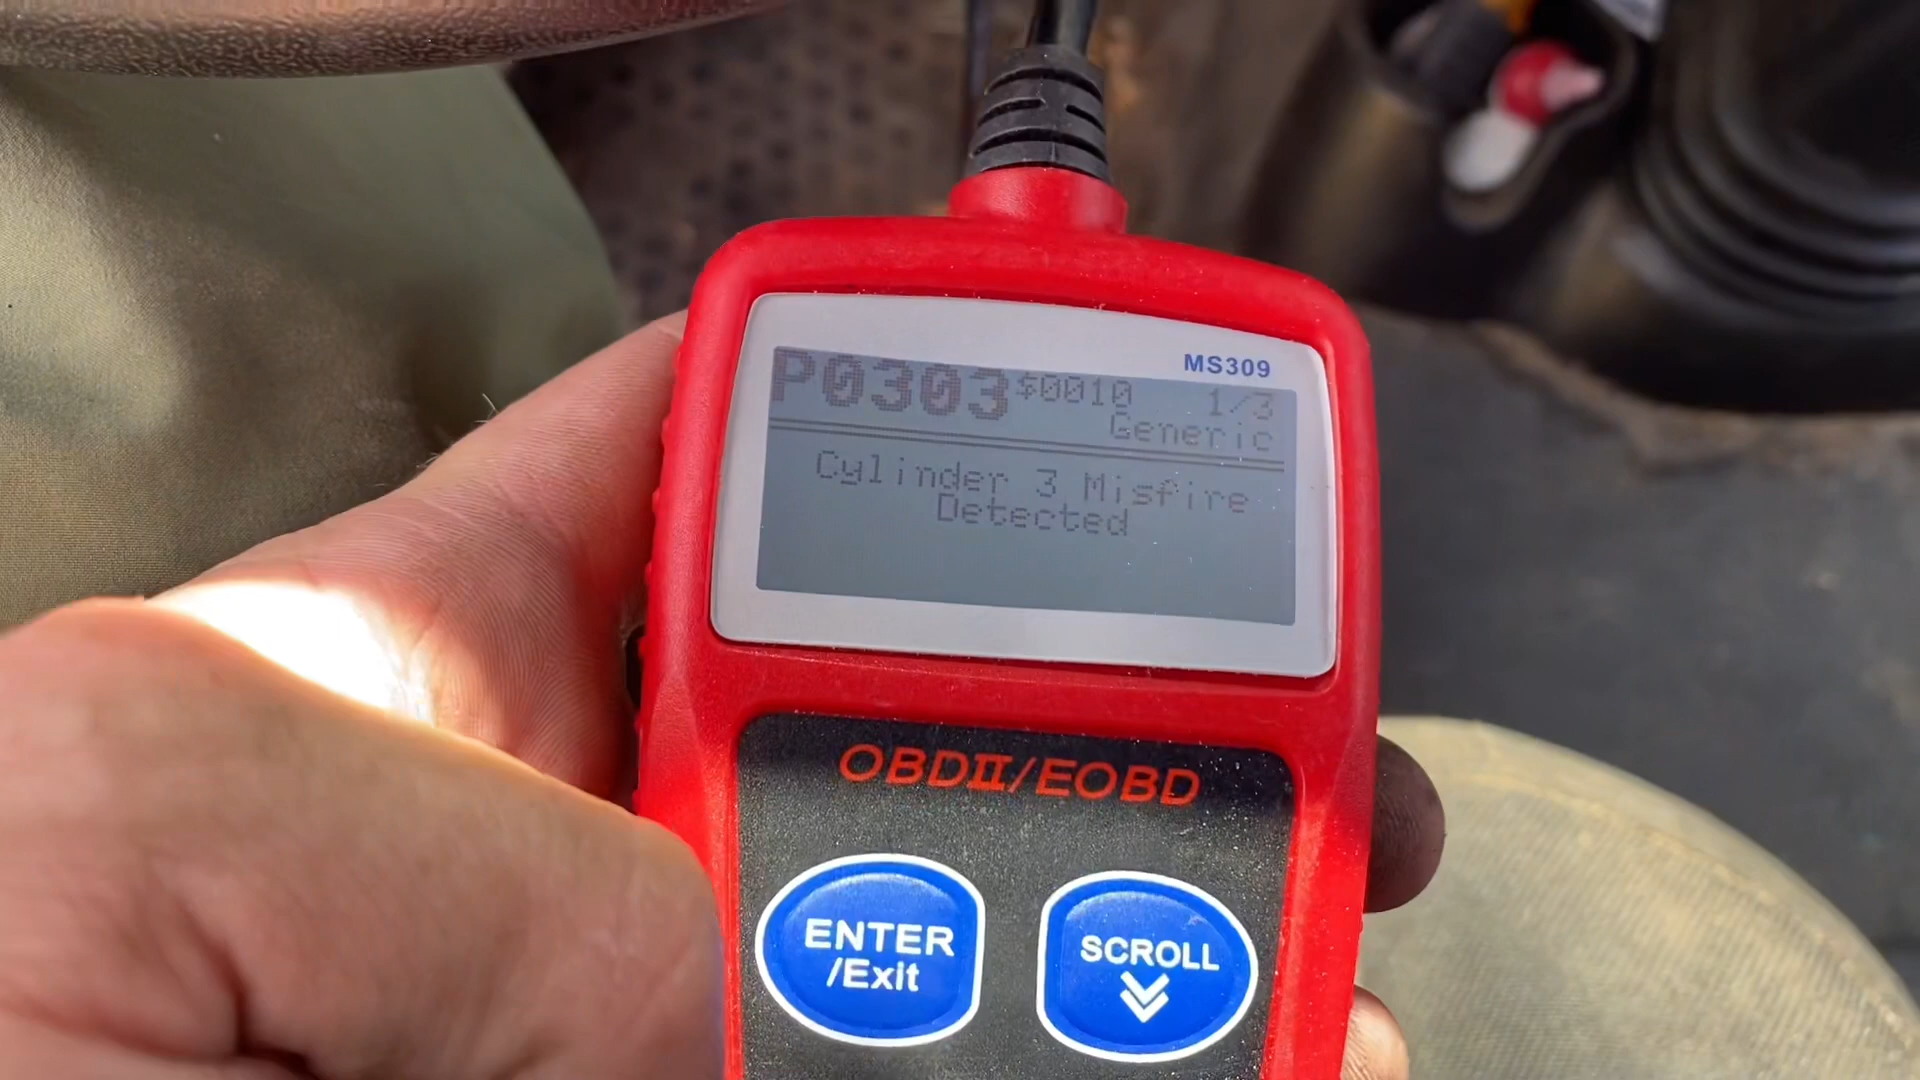 MS309
P0303 $0010 1/3
Generic
Cylinder 3 Misfire
Detected
OBDII/EOBD
ENTER
/Exit
SCROLL